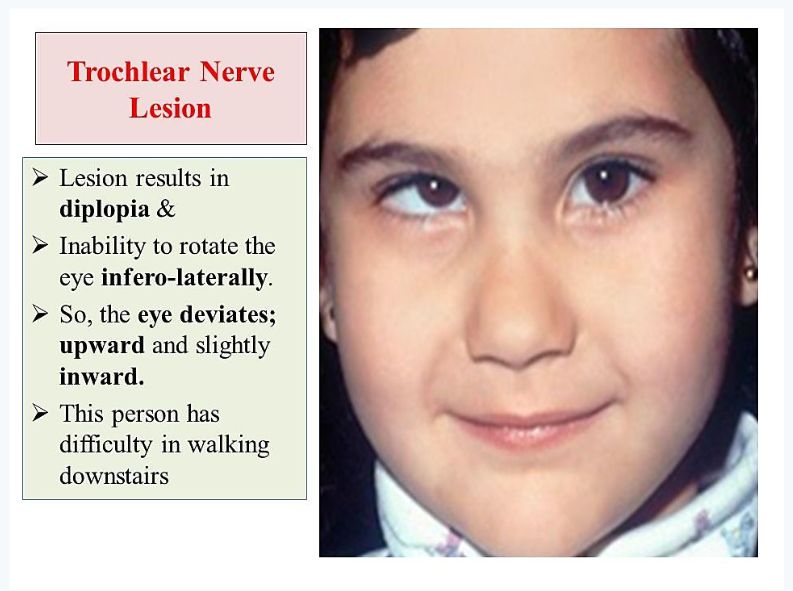 Trochlear Nerve
Lesion
➢ Lesion results in
diplopia &
➢ Inability to rotate the
eye infero-laterally.
➢ So, the eye deviates;
upward and slightly
inward.
➢ This person has
difficulty in walking
downstairs